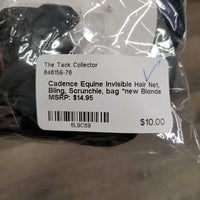 The Tack Collector
846159-76
Cadence Equine Invisible Hair Net,
Bling, Scrunchie, bag *new Blonde
MSRP: $14.95
6L9C69
$10.00